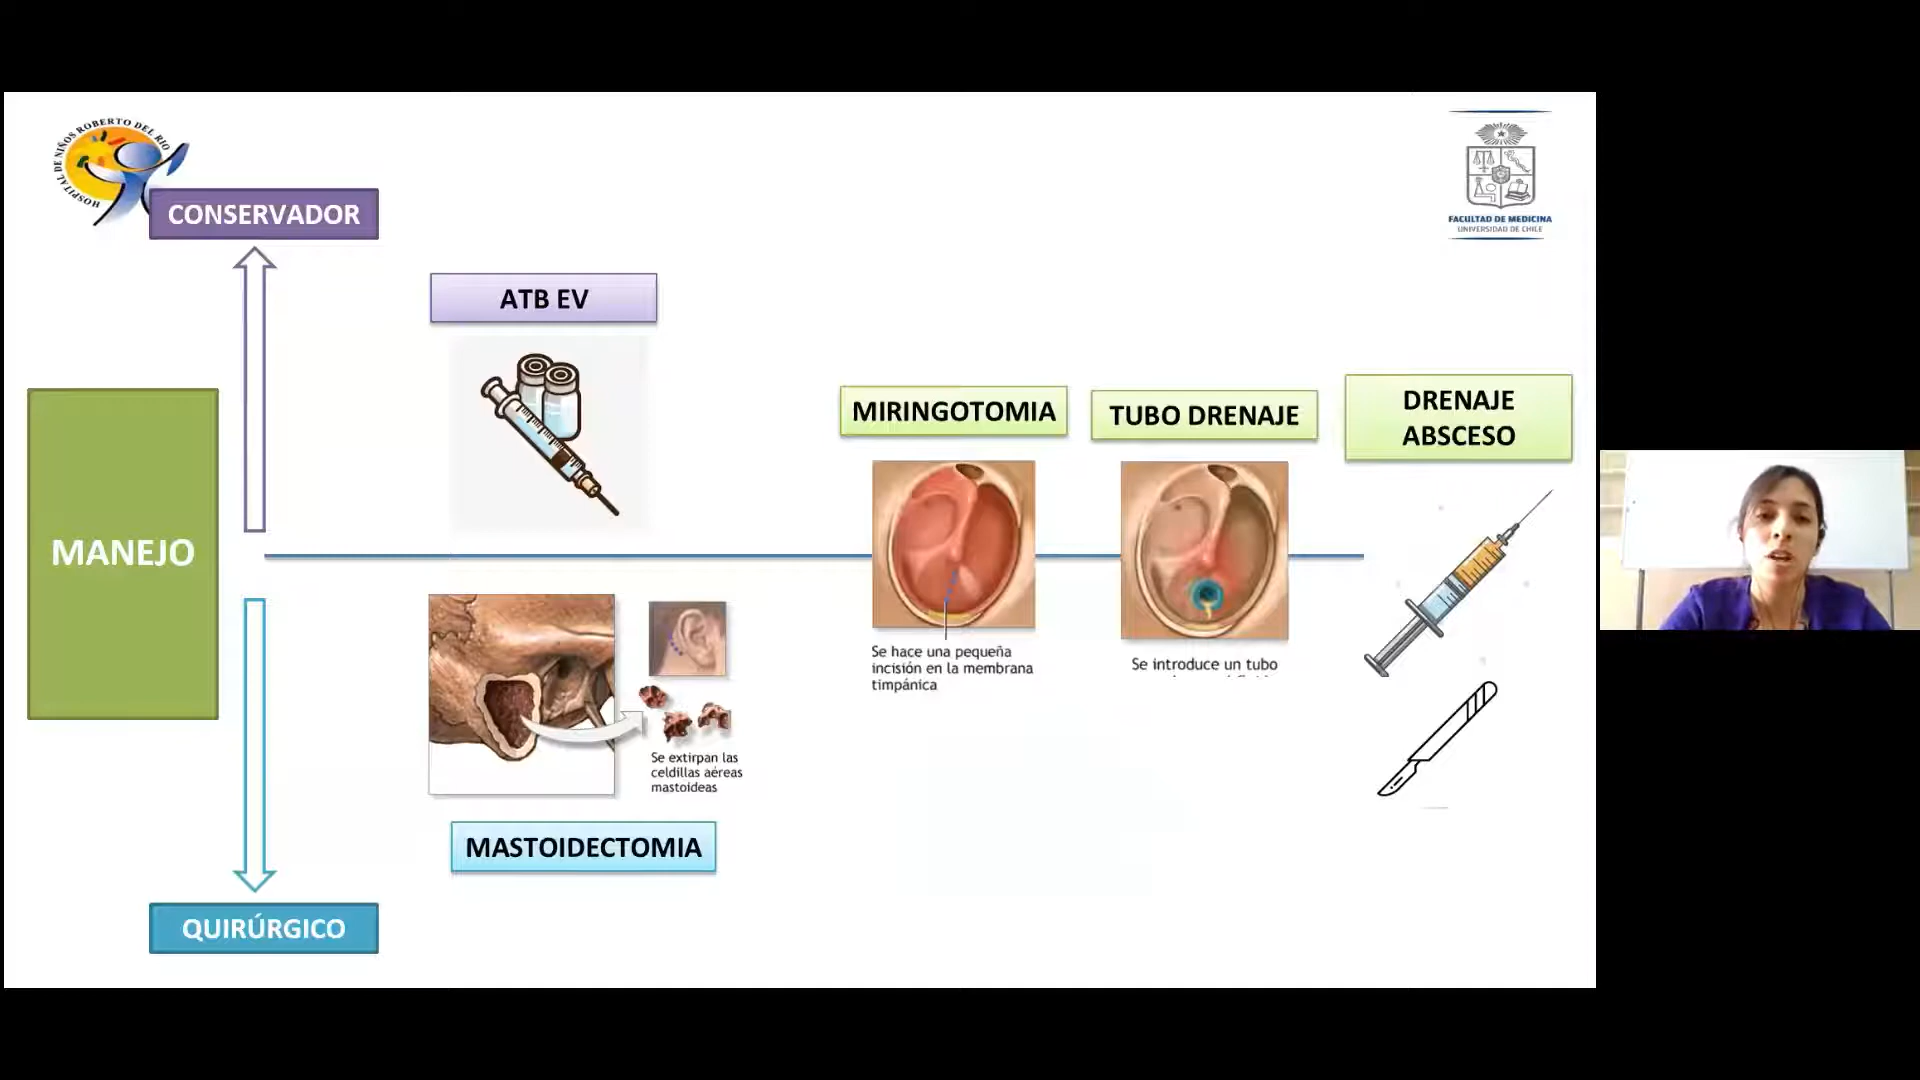 HOSPITAL DE NIÑOS ROBERTO DEL RIO
FACULTAD DE MEDICINA
UNIVERSIDAD DE CHILE
CONSERVADOR
ATB EV
MANEJO
MIRINGOTOMIA
TUBO DRENAJE
DRENAJE
ABSCESO
Se hace una pequeña
incisión en la membrana
timpánica
Se introduce un tubo
Se extirpan las
celdillas aéreas
mastoideas
MASTOIDECTOMIA
QUIRÚRGICO